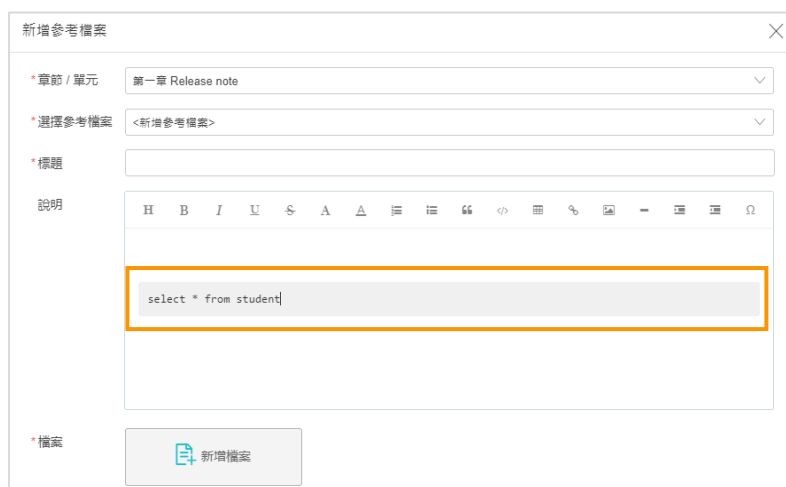 新增參考檔案
*章節 / 單元
第一章 Release note
*選擇參考檔案
<新增參考檔案>
*標題
說明
H B I U S A A </> Ω
select * from student
*檔案
新增檔案